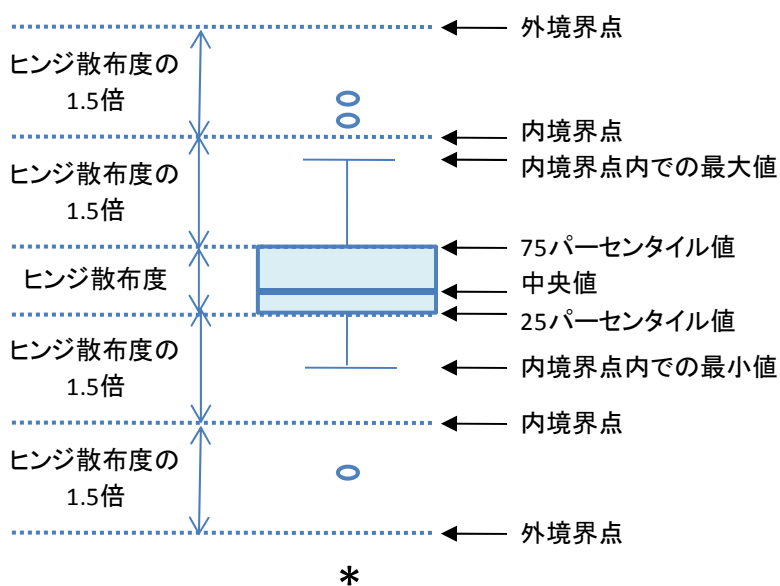 外境界点
ヒンジ散布度の
1.5倍
内境界点
内境界点内での最大値
ヒンジ散布度の
1.5倍
75パーセンタイル値
ヒンジ散布度
中央値
25パーセンタイル値
ヒンジ散布度の
1.5倍
内境界点内での最小値
内境界点
ヒンジ散布度の
1.5倍
外境界点
*